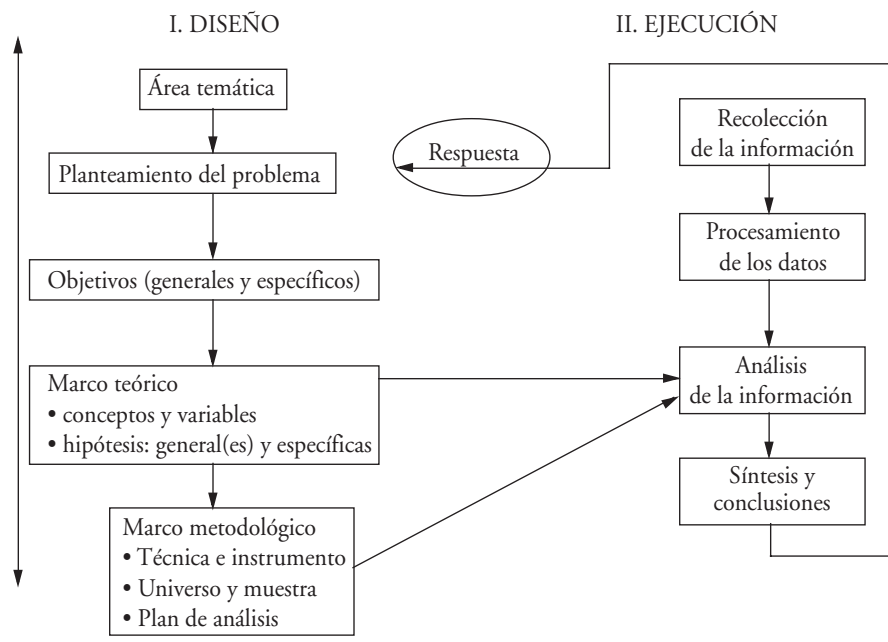 I. DISEÑO
Área temática
Planteamiento del problema
Objetivos (generales y específicos)
Marco teórico
• conceptos y variables
• hipótesis: general(es) y específicas
Marco metodológico
• Técnica e instrumento
• Universo y muestra
• Plan de análisis
II. EJECUCIÓN
Respuesta
Recolección
de la información
Procesamiento
de los datos
Análisis
de la información
Síntesis y
conclusiones